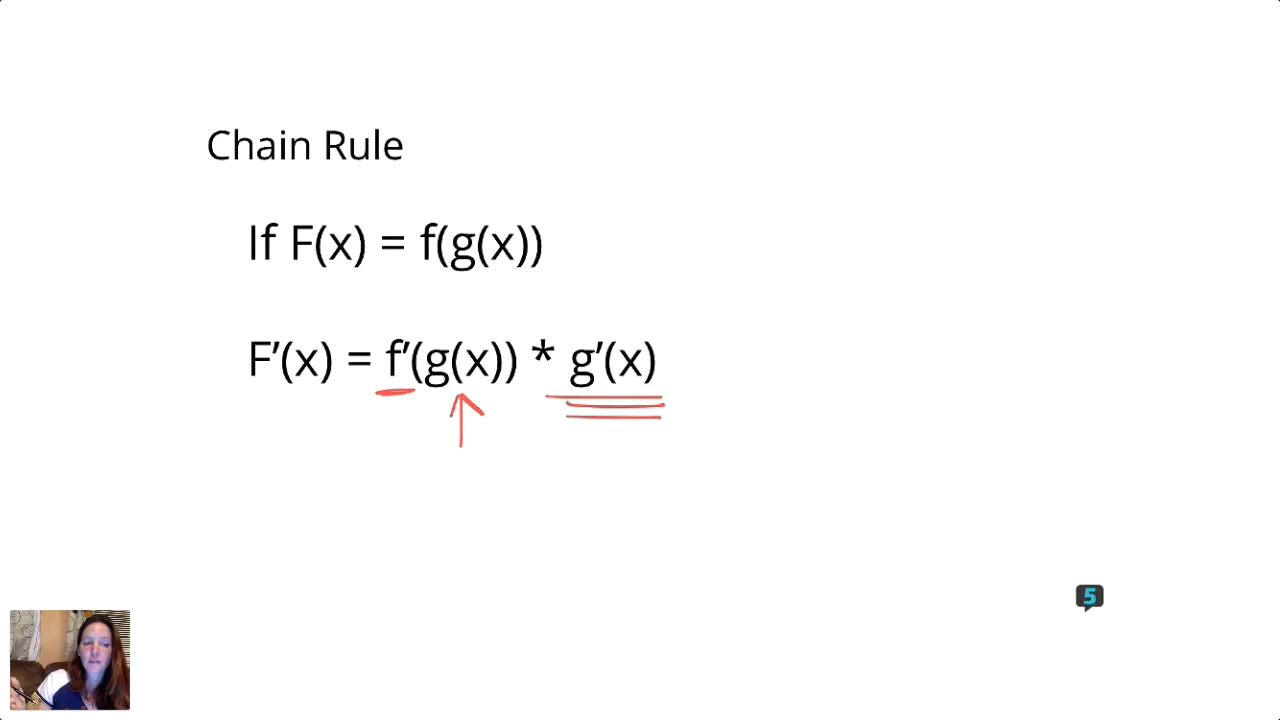 Chain Rule
If F(x) = f(g(x))
F’(x) = f’(g(x)) * g’(x)
5